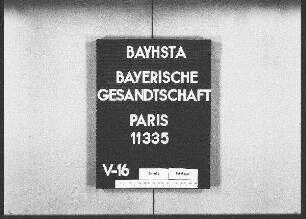 BAYHSTA
BAYERISCHE
GESANDTSCHAFT
PARIS
11335
V-16